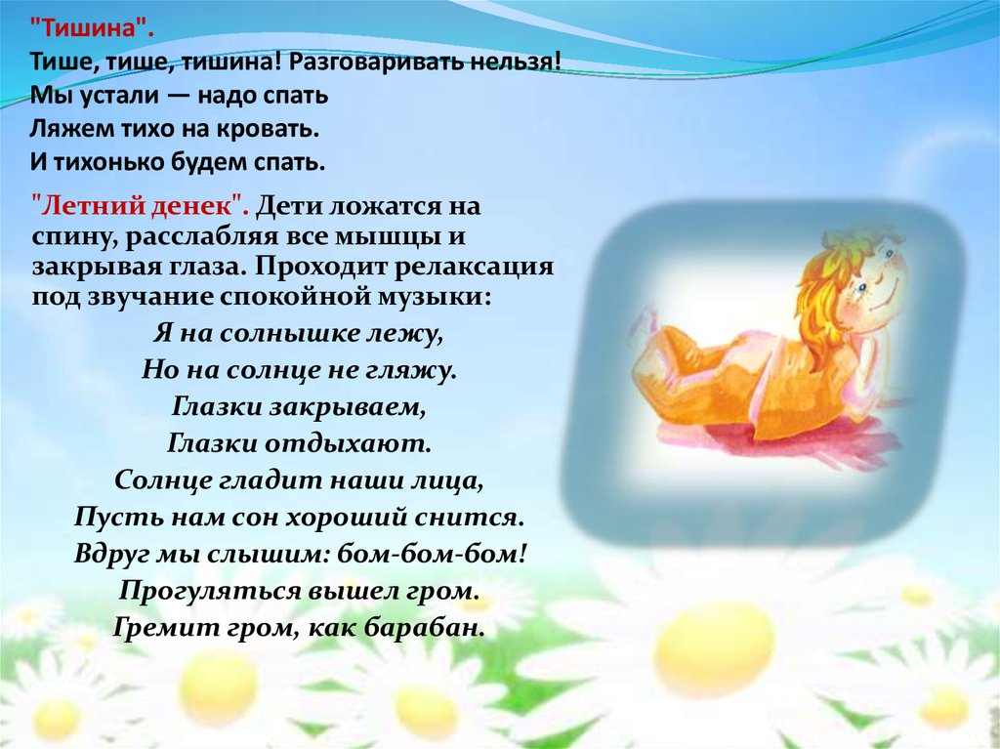 "Тишина".
Тише, тише, тишина! Разговаривать нельзя!
Мы устали — надо спать
Ляжем тихо на кровать.
И тихонько будем спать.
"Летний денек". Дети ложатся на
спину, расслабляя все мышцы и
закрывая глаза. Проходит релаксация
под звучание спокойной музыки:
Я на солнышке лежу,
Но на солнце не гляжу.
Глазки закрываем,
Глазки отдыхают.
Солнце гладит наши лица,
Пусть нам сон хороший снится.
Вдруг мы слышим: бом-бом-бом!
Прогуляться вышел гром.
Гремит гром, как барабан.